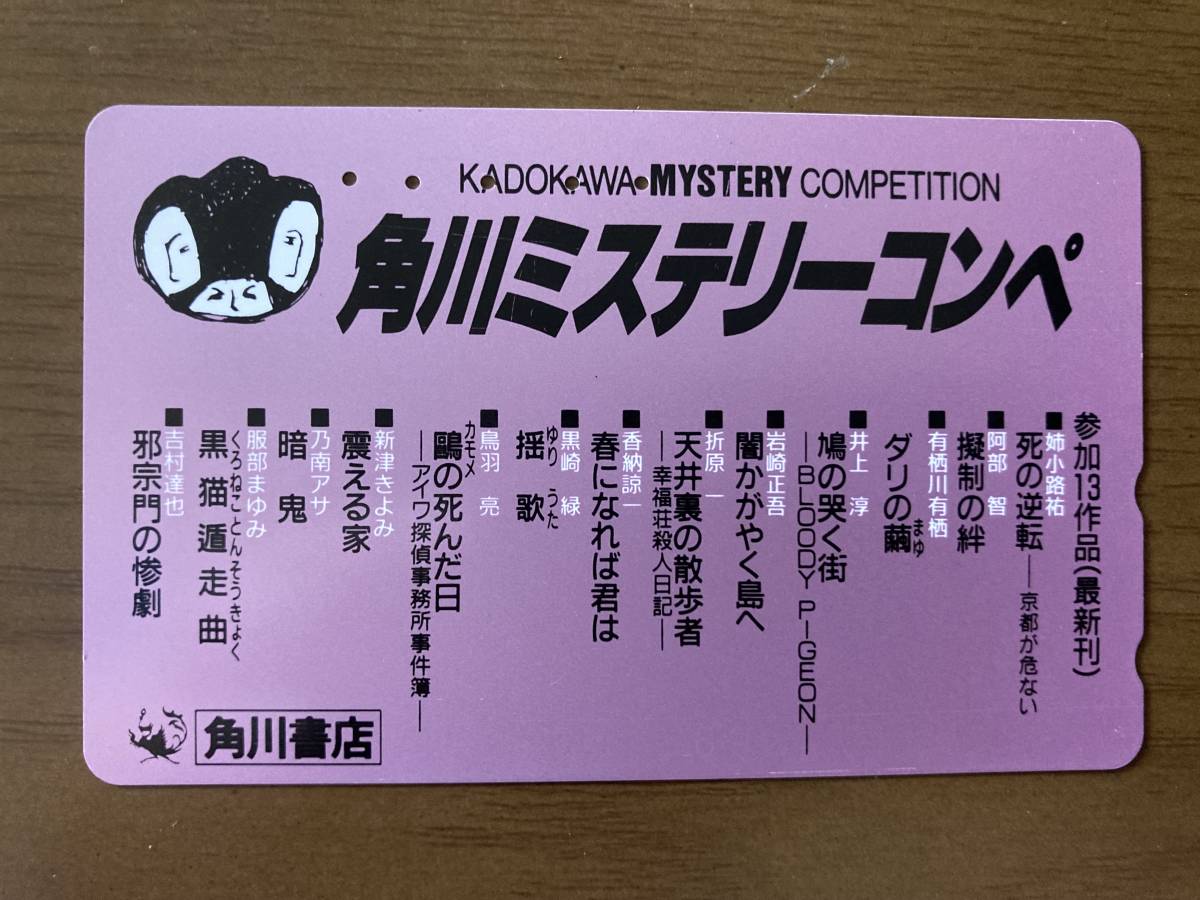 KADOKAWA MYSTERY COMPETITION
角川ミステリーコンペ
参加13作品(最新刊)
■姉小路祐
死の逆転―京都が危ない
■阿部 智
擬制の絆
■有栖川有栖
ダリの繭
まゆ
■井上 淳
鳩の哭く街
―BLOODY PIGEON―
■岩崎正吾
闇かがやく島へ
■折原 一
天井裏の散歩者
―幸福荘殺人日記―
■香納諒一
春になれば君は
■黒崎 緑
揺 歌
ゆり うた
■鳥羽 亮
鷗の死んだ日
カモメ
―アイワ探偵事務所事件簿―
■新津きよみ
震える家
■乃南アサ
暗 鬼
■服部まゆみ
黒猫遁走曲
くろねことんそうきょく
■吉村達也
邪宗門の惨劇
角川書店